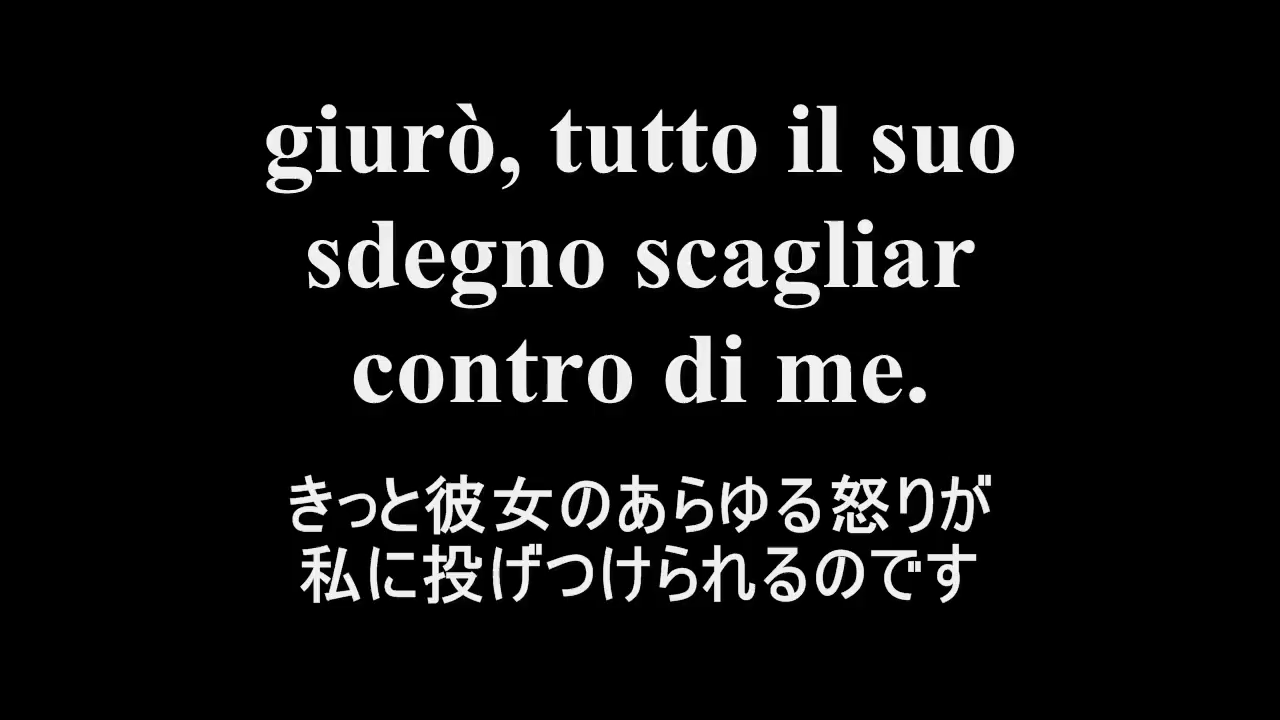 giurò, tutto il suo
sdegno scagliar
contro di me.
きっと彼女のあらゆる怒りが
私に投げつけられるのです